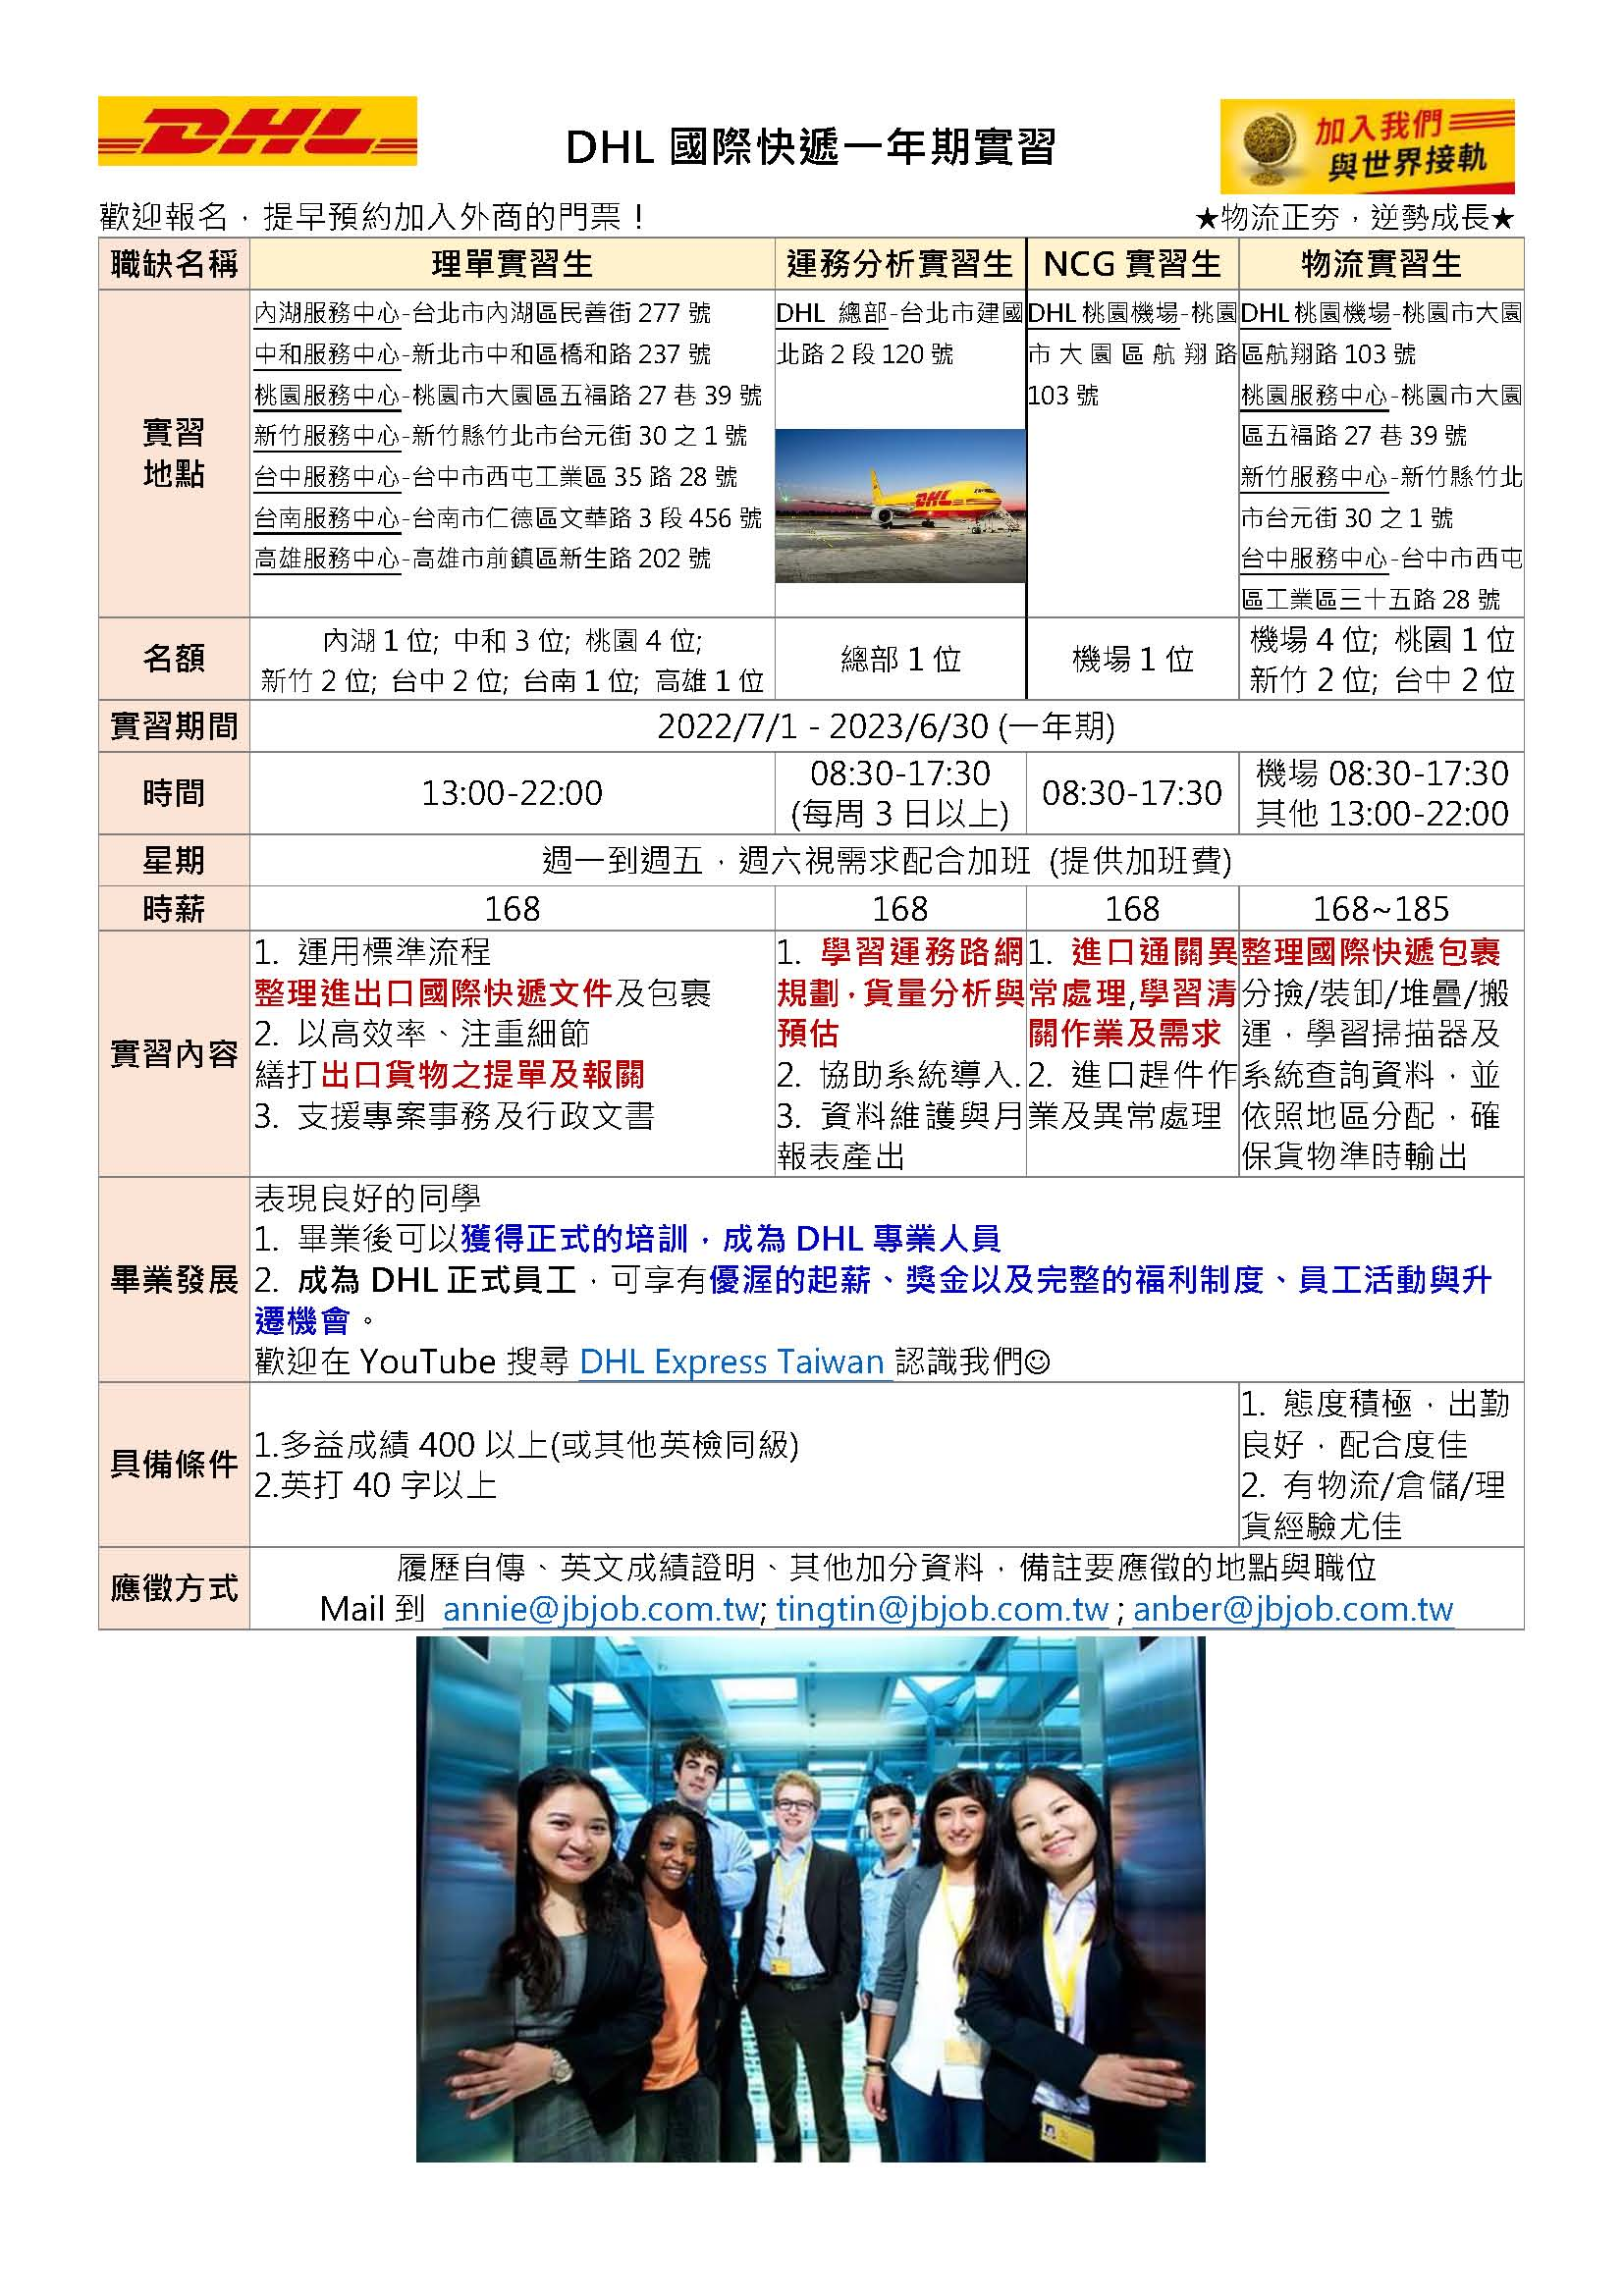 DHL
DHL 國際快遞一年期實習
加入我們
與世界接軌
歡迎報名，提早預約加入外商的門票！
★物流正夯，逆勢成長★
職缺名稱
理單實習生
運務分析實習生
NCG 實習生
物流實習生
實習
地點
內湖服務中心-台北市內湖區民善街 277 號
中和服務中心-新北市中和區橋和路 237 號
桃園服務中心-桃園市大園區五福路 27 巷 39 號
新竹服務中心-新竹縣竹北市台元街 30 之 1 號
台中服務中心-台中市西屯工業區 35 路 28 號
台南服務中心-台南市仁德區文華路 3 段 456 號
高雄服務中心-高雄市前鎮區新生路 202 號
DHL 總部-台北市建國
北路 2 段 120 號
DHL
DHL 桃園機場-桃園
市大園區航翔路
103 號
DHL 桃園機場-桃園市大園
區航翔路 103 號
桃園服務中心-桃園市大園
區五福路 27 巷 39 號
新竹服務中心-新竹縣竹北
市台元街 30 之 1 號
台中服務中心-台中市西屯
區工業區三十五路 28 號
名額
內湖 1 位; 中和 3 位; 桃園 4 位;
新竹 2 位; 台中 2 位; 台南 1 位; 高雄 1 位
總部 1 位
機場 1 位
機場 4 位; 桃園 1 位
新竹 2 位; 台中 2 位
實習期間
2022/7/1 - 2023/6/30 (一年期)
時間
13:00-22:00
08:30-17:30
(每周 3 日以上)
08:30-17:30
機場 08:30-17:30
其他 13:00-22:00
星期
週一到週五，週六視需求配合加班 (提供加班費)
時薪
168
168
168
168~185
實習內容
1. 運用標準流程
整理進出口國際快遞文件及包裹
2. 以高效率、注重細節
繕打出口貨物之提單及報關
3. 支援專案事務及行政文書
1. 學習運務路網
規劃，貨量分析與
預估
2. 協助系統導入.
3. 資料維護與月
報表產出
1. 進口通關異
常處理,學習清
關作業及需求
2. 進口趕件作
業及異常處理
整理國際快遞包裹
分撿/裝卸/堆疊/搬
運，學習掃描器及
系統查詢資料，並
依照地區分配，確
保貨物準時輸出
畢業發展
表現良好的同學
1. 畢業後可以獲得正式的培訓，成為 DHL 專業人員
2. 成為 DHL 正式員工，可享有優渥的起薪、獎金以及完整的福利制度、員工活動與升
遷機會。
歡迎在 YouTube 搜尋 DHL Express Taiwan 認識我們☺
具備條件
1.多益成績 400 以上(或其他英檢同級)
2.英打 40 字以上
1. 態度積極，出勤
良好，配合度佳
2. 有物流/倉儲/理
貨經驗尤佳
應徵方式
履歷自傳、英文成績證明、其他加分資料，備註要應徵的地點與職位
Mail 到 annie@jbjob.com.tw; tingtin@jbjob.com.tw ; anber@jbjob.com.tw